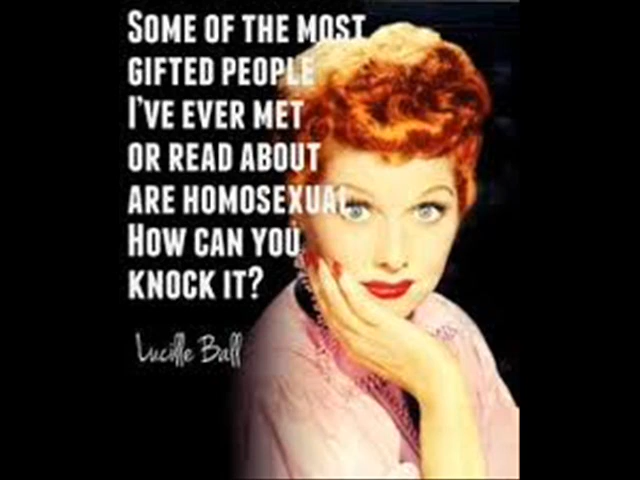 SOME OF THE MOST
GIFTED PEOPLE
I'VE EVER MET
OR READ ABOUT
ARE HOMOSEXUAL
HOW CAN YOU
KNOCK IT?
Lucille Ball